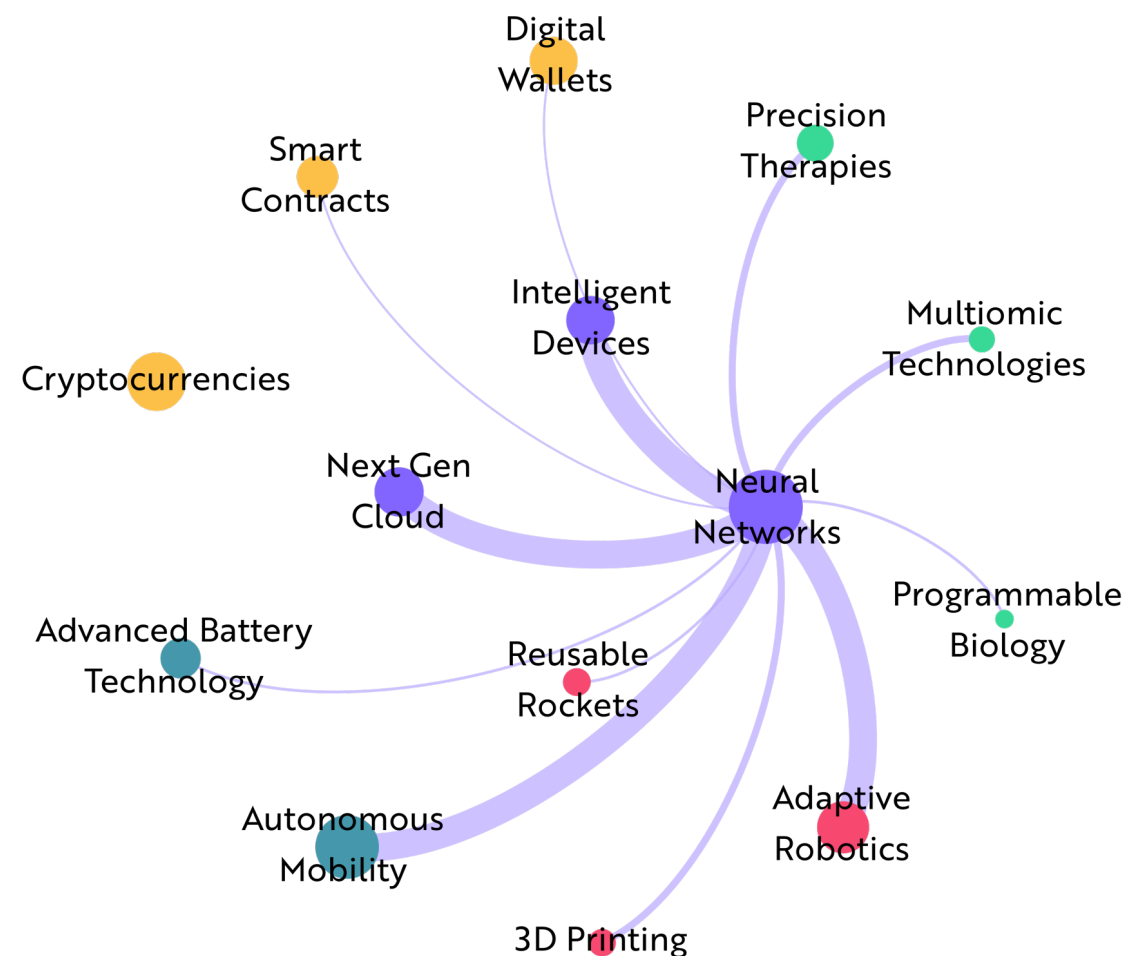 Digital
Wallets
Precision
Therapies
Smart
Contracts
Intelligent
Devices
Multiomic
Technologies
Cryptocurrencies
Next Gen
Cloud
Neural
Networks
Programmable
Biology
Advanced Battery
Technology
Reusable
Rockets
Adaptive
Robotics
Autonomous
Mobility
3D Printing